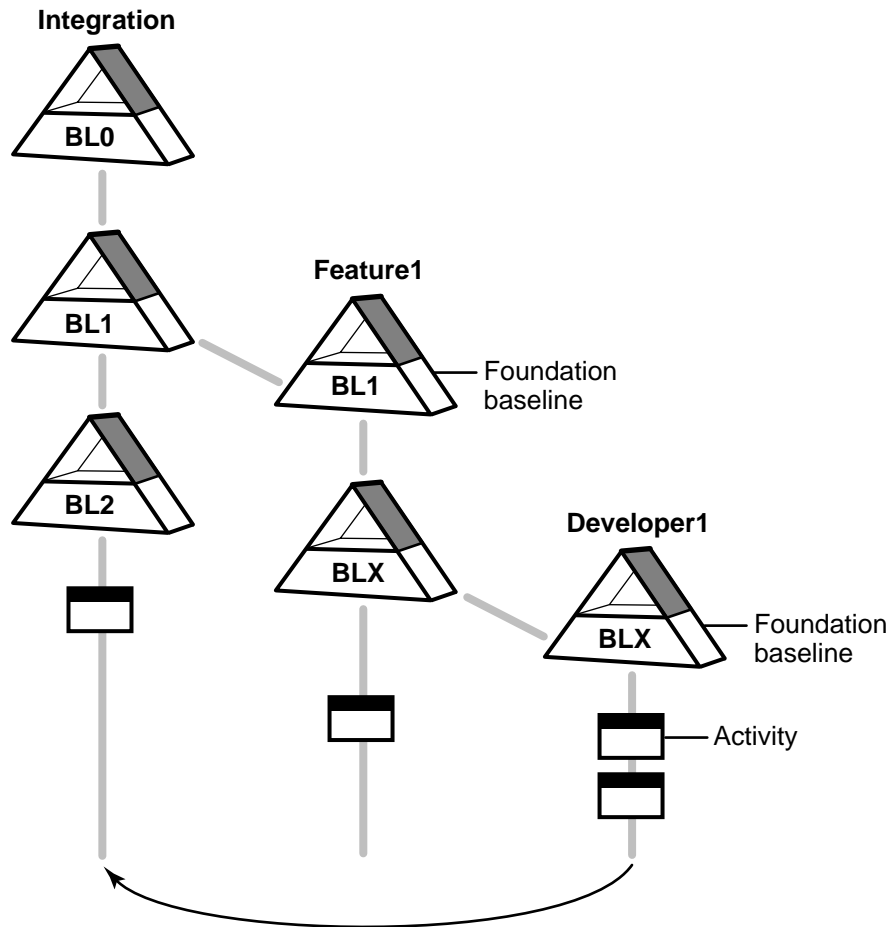 Integration
BL0
BL1
Feature1
BL1
Foundation
baseline
BL2
BLX
Developer1
BLX
Foundation
baseline
Activity